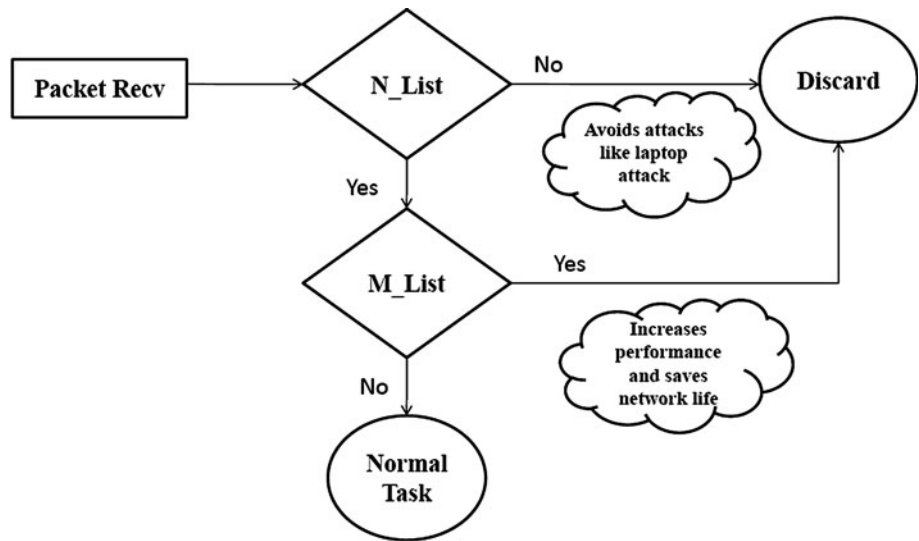 Packet Recv
N_List
No
Discard
Avoids attacks
like laptop
attack
Yes
M_List
Yes
Increases
performance
and saves
network life
No
Normal
Task